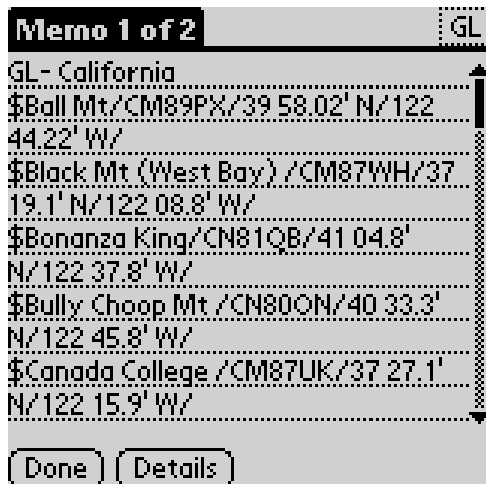 Memo 1 of 2
GL
GL- California
$Ball Mt/CM89PX/39 58.02' N/122
44.22' W/
$Black Mt (West Bay) /CM87WH/37
19.1' N/122 08.8' W/
$Bonanza King/CN81QB/41 04.8'
N/122 37.8' W/
$Bully Choop Mt /CN80ON/40 33.3'
N/122 45.8' W/
$Canada College /CM87UK/37 27.1'
N/122 15.9' W/
Done Details